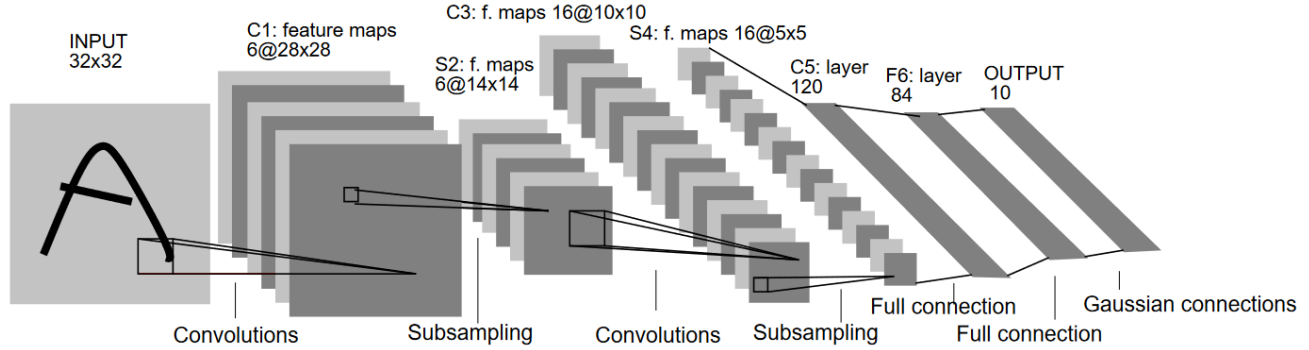 INPUT
32x32
C1: feature maps
6@28x28
S2: f. maps
6@14x14
C3: f. maps 16@10x10
S4: f. maps 16@5x5
C5: layer
120
F6: layer
84
OUTPUT
10
Convolutions
Subsampling
Convolutions
Subsampling
Full connection
Full connection
Gaussian connections